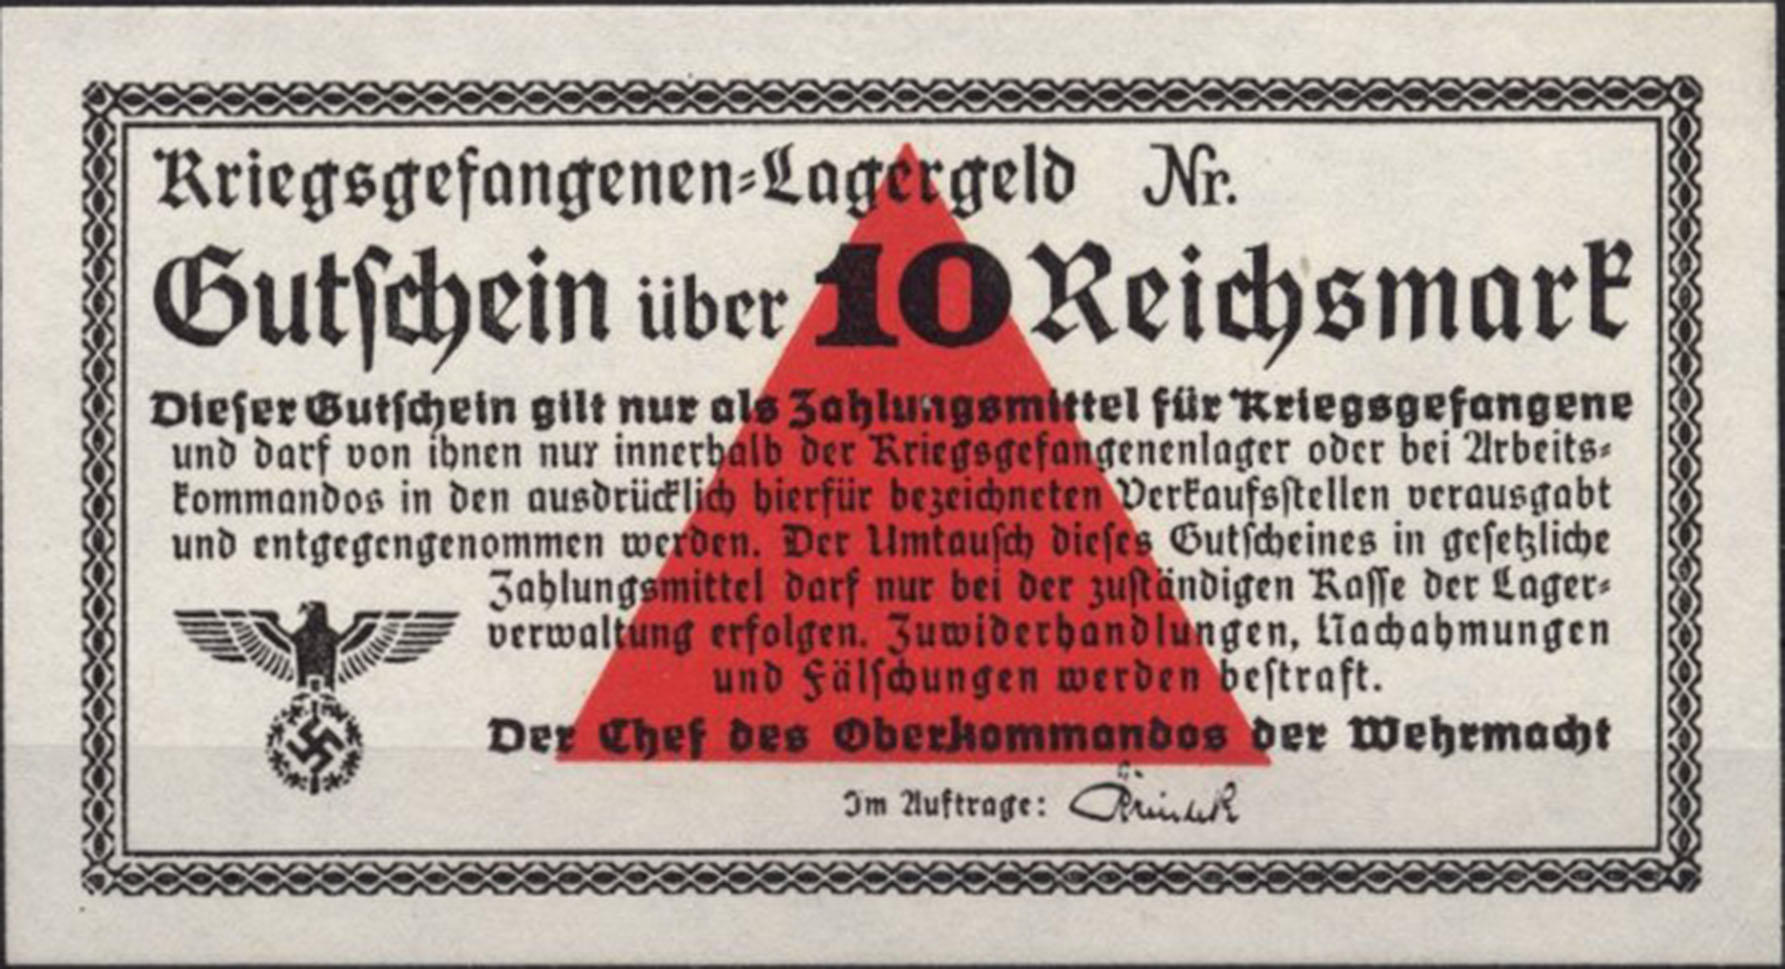 Kriegsgefangenen-Lagergeld Nr.
Gutschein über 10 Reichsmark
Dieser Gutschein gilt nur als Zahlungsmittel für Kriegsgefangene
und darf von ihnen nur innerhalb der Kriegsgefangenenlager oder bei Arbeits-
kommandos in den ausdrücklich hierfür bezeichneten Verkaufsstellen verausgabt
und entgegengenommen werden. Der Umtausch dieses Gutscheines in gesetzliche
Zahlungsmittel darf nur bei der zuständigen Kasse der Lager-
verwaltung erfolgen. Zuwiderhandlungen, Nachahmungen
und Fälschungen werden bestraft.
Der Chef des Oberkommandos der Wehrmacht
Im Auftrage: